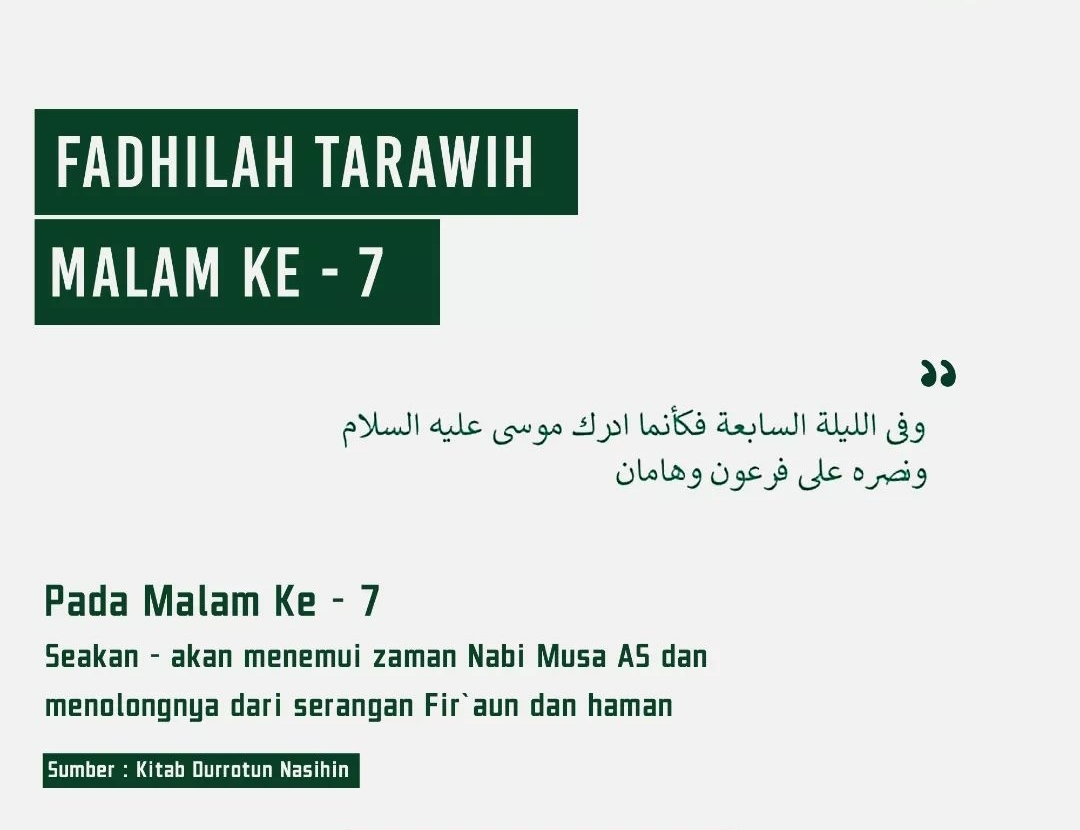 FADHILAH TARAWIH
MALAM KE - 7
”
وفى الليلة السابعة فكأنما ادرك موسى عليه السلام
ونصره على فرعون وهامان
Pada Malam Ke - 7
Seakan - akan menemui zaman Nabi Musa AS dan
menolongnya dari serangan Fir`aun dan haman
Sumber : Kitab Durrotun Nasihin